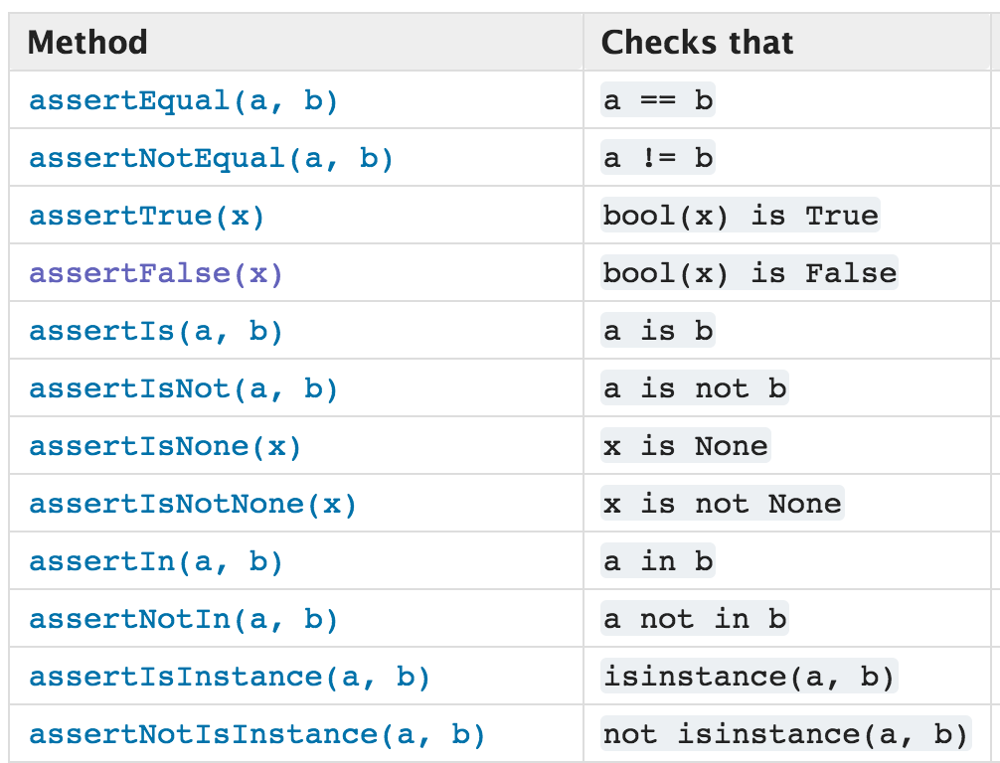 Method Checks that
assertEqual(a, b) a == b
assertNotEqual(a, b) a != b
assertTrue(x) bool(x) is True
assertFalse(x) bool(x) is False
assertIs(a, b) a is b
assertIsNot(a, b) a is not b
assertIsNone(x) x is None
assertIsNotNone(x) x is not None
assertIn(a, b) a in b
assertNotIn(a, b) a not in b
assertIsInstance(a, b) isinstance(a, b)
assertNotIsInstance(a, b) not isinstance(a, b)